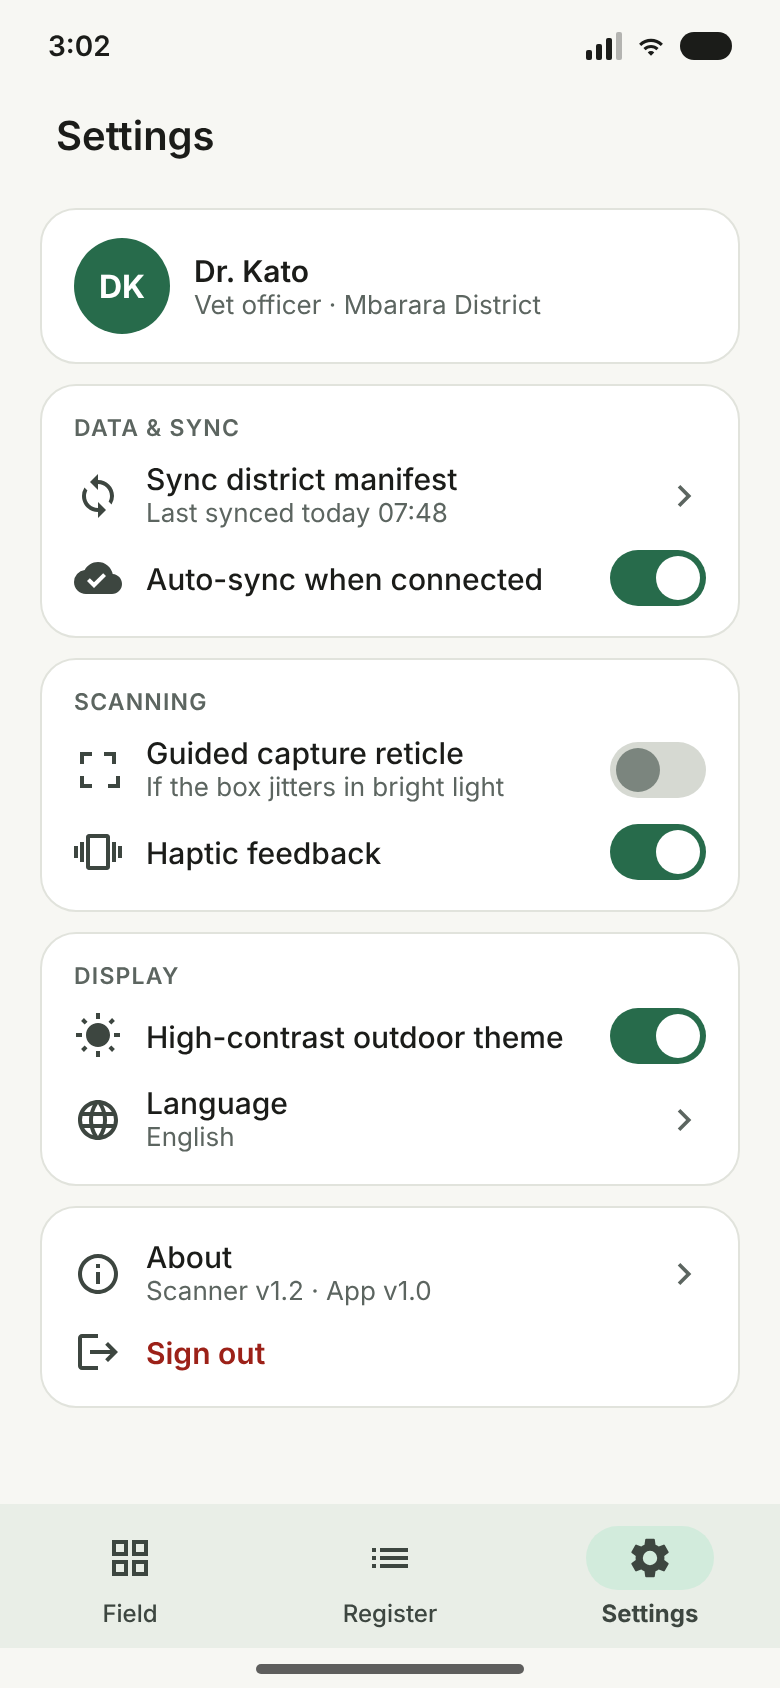 3:02
Settings
DK
Dr. Kato
Vet officer · Mbarara District
DATA & SYNC
Sync district manifest
Last synced today 07:48
Auto-sync when connected
SCANNING
Guided capture reticle
If the box jitters in bright light
Haptic feedback
DISPLAY
High-contrast outdoor theme
Language
English
About
Scanner v1.2 · App v1.0
Sign out
Field
Register
Settings